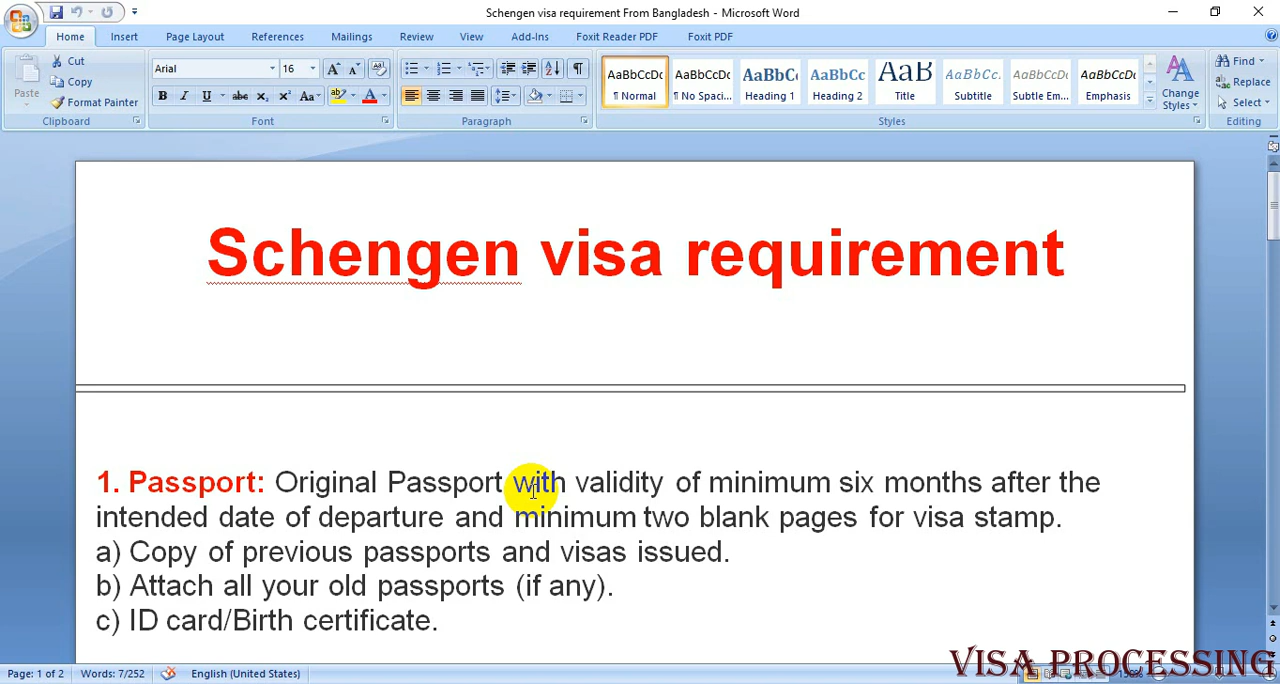 Schengen visa requirement From Bangladesh - Microsoft Word
Home Insert Page Layout References Mailings Review View Add-Ins Foxit Reader PDF Foxit PDF
Paste
Cut
Copy
Format Painter
Clipboard
Arial 16
Font
Paragraph
AaBbCcDc AaBbCcDc AaBbC AaBbCc AaB AaBbCc. AaBbCcDc AaBbCcDc
¶ Normal ¶ No Spaci... Heading 1 Heading 2 Title Subtitle Subtle Em... Emphasis
Change
Styles
Styles
Find
Replace
Select
Editing
Schengen visa requirement
1. Passport: Original Passport with validity of minimum six months after the
intended date of departure and minimum two blank pages for visa stamp.
a) Copy of previous passports and visas issued.
b) Attach all your old passports (if any).
c) ID card/Birth certificate.
VISA PROCESSING
Page: 1 of 2 Words: 7/252 English (United States)